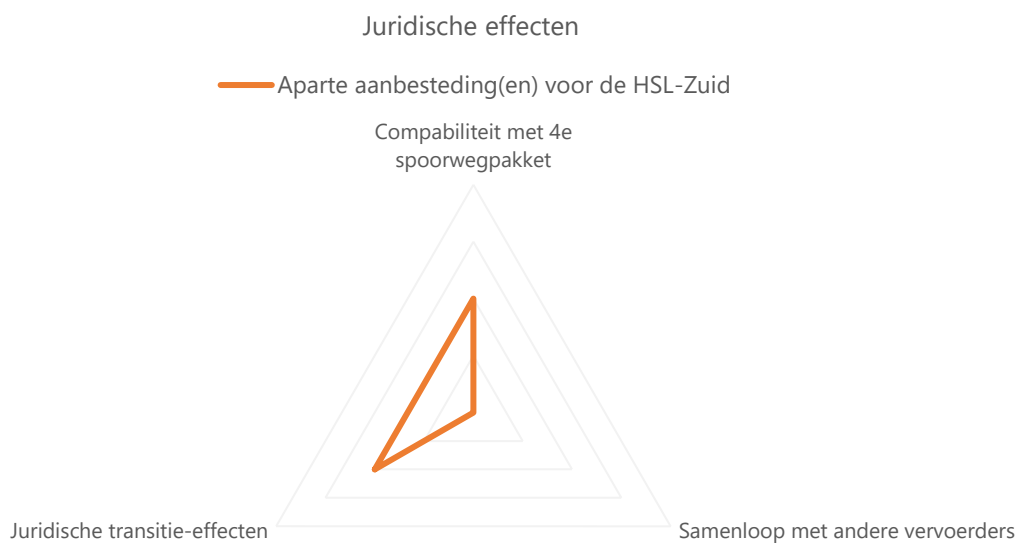 Juridische effecten
Aparte aanbesteding(en) voor de HSL-Zuid
Compabiliteit met 4e
spoorwegpakket
Juridische transitie-effecten
Samenloop met andere vervoerders